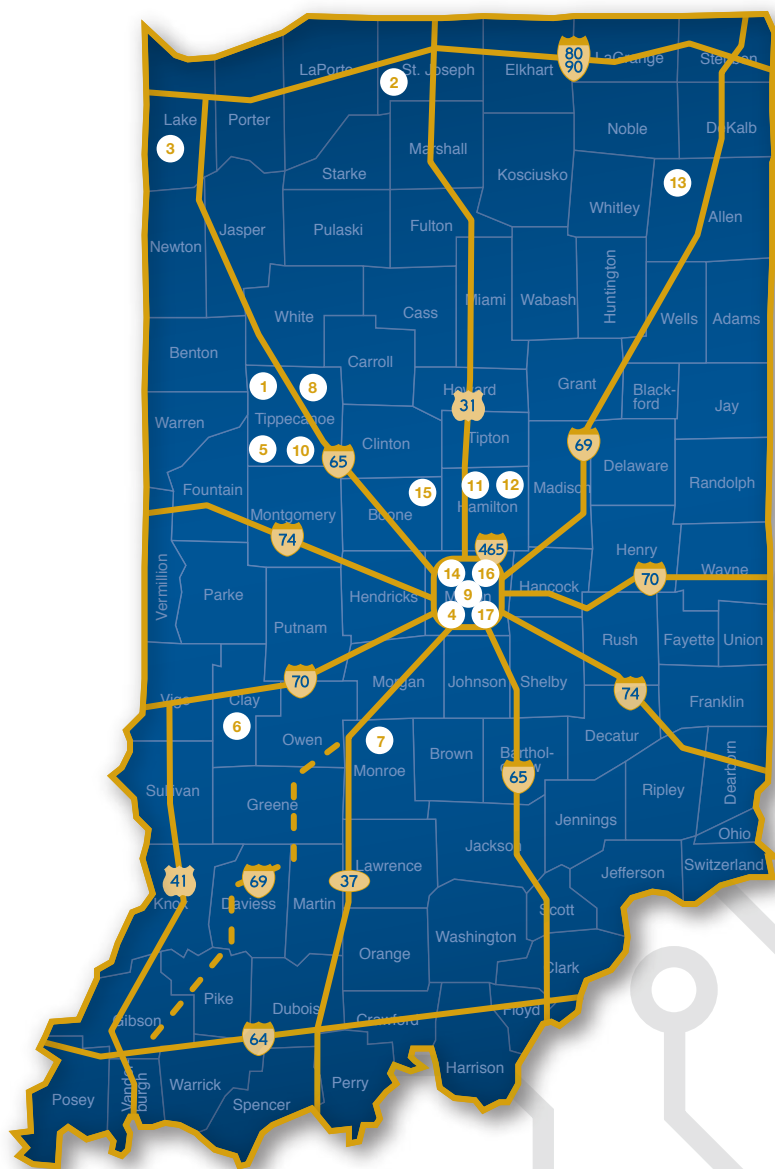 80
90
LaPorte
St. Joseph
Elkhart
LaGrange
Steuben
2
Lake
Porter
Noble
DeKalb
3
Marshall
Starke
Kosciusko
13
Whitley
Allen
Jasper
Pulaski
Fulton
Newton
Huntington
Miami
Wabash
White
Cass
Wells
Adams
Benton
Carroll
1
8
Howard
Grant
Black-
ford
31
Jay
Warren
Tippecanoe
Clinton
Tipton
5
10
65
69
Delaware
Fountain
15
11
12
Madison
Randolph
Montgomery
Boone
Hamilton
74
465
Henry
14
16
Wayne
70
Vermillion
Parke
Hendricks
9
Marion
Hancock
4
17
Putnam
Rush
Fayette
Union
70
Morgan
Johnson
Shelby
74
Vigo
Clay
Franklin
6
Owen
7
Decatur
Brown
Barthol-
omew
Dearborn
Monroe
65
Sullivan
Ripley
Greene
Jennings
Ohio
Jackson
Lawrence
Switzerland
Jefferson
41
69
37
Knox
Daviess
Martin
Scott
Washington
Orange
Clark
Pike
Dubois
Floyd
Gibson
Crawford
64
Harrison
Vander-
burgh
Warrick
Perry
Posey
Spencer